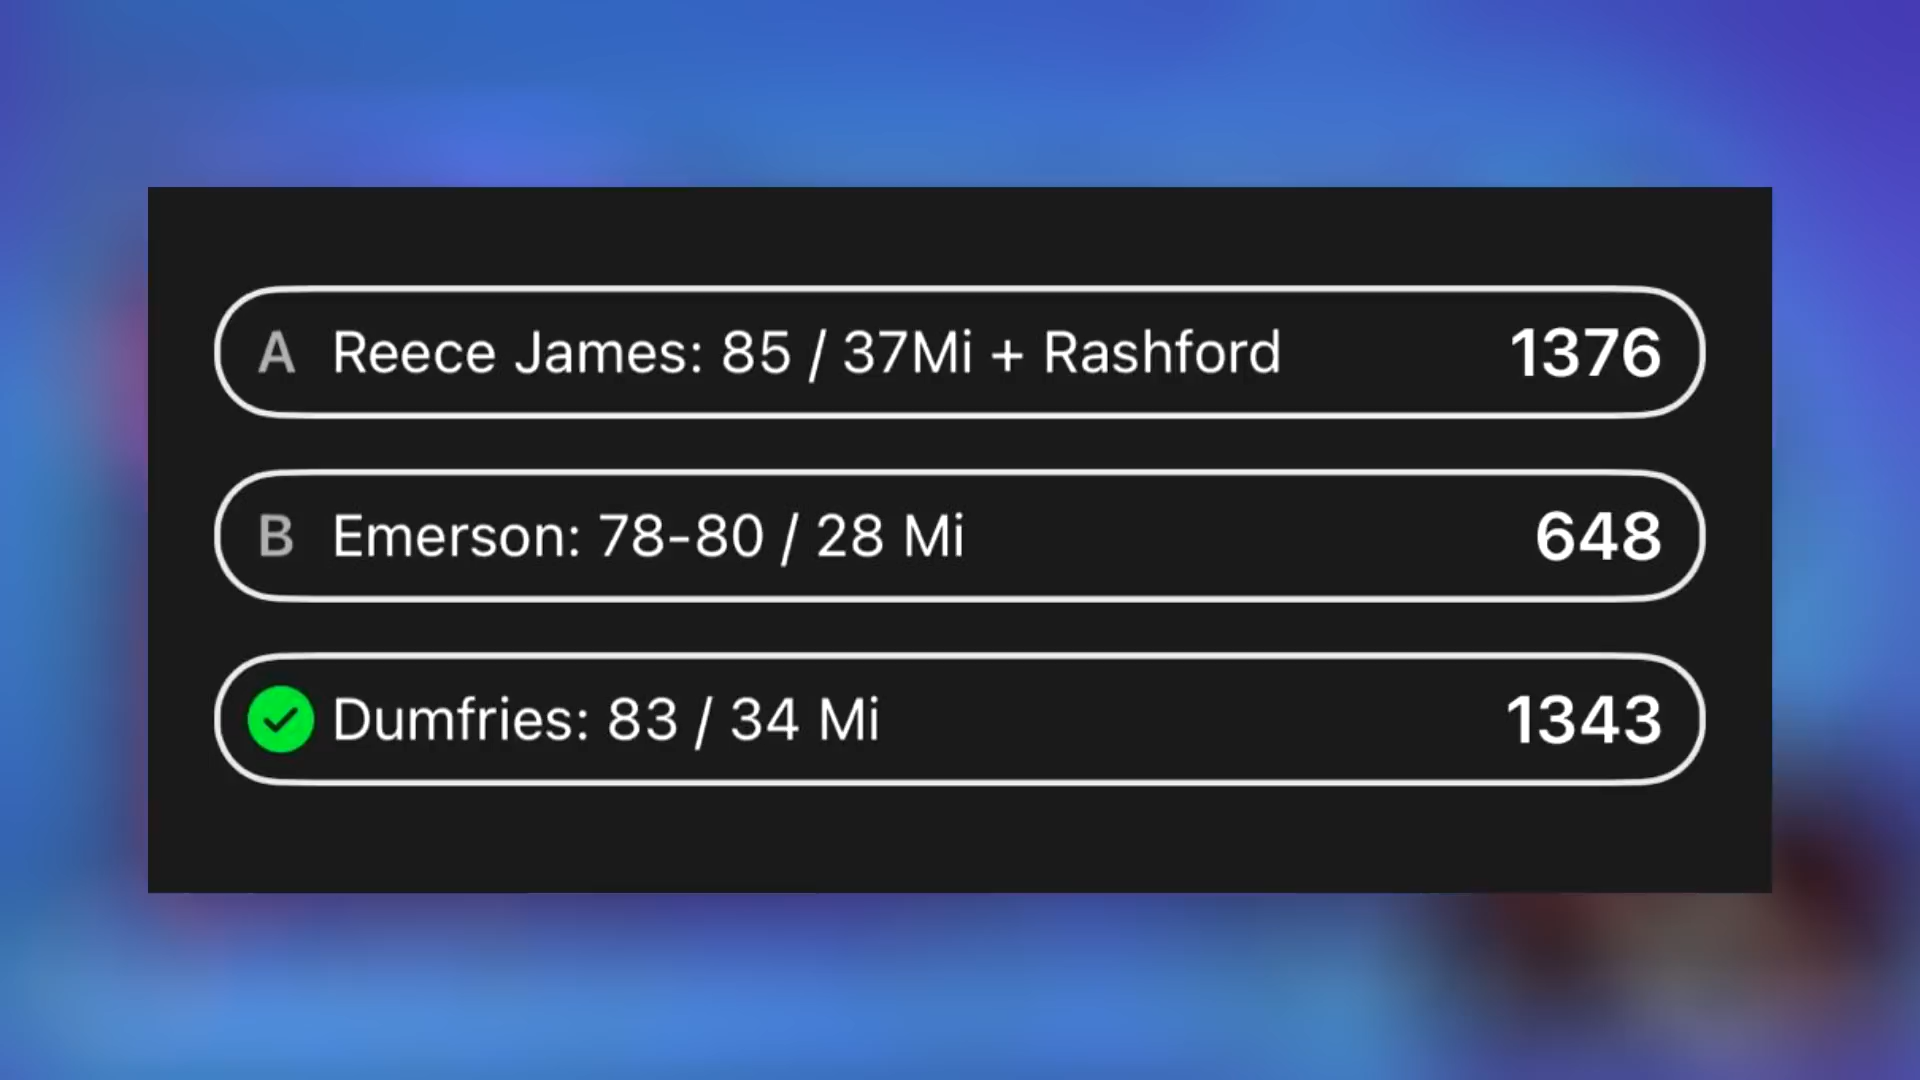 A Reece James: 85 / 37Mi + Rashford 1376
B Emerson: 78-80 / 28 Mi 648
Dumfries: 83 / 34 Mi 1343